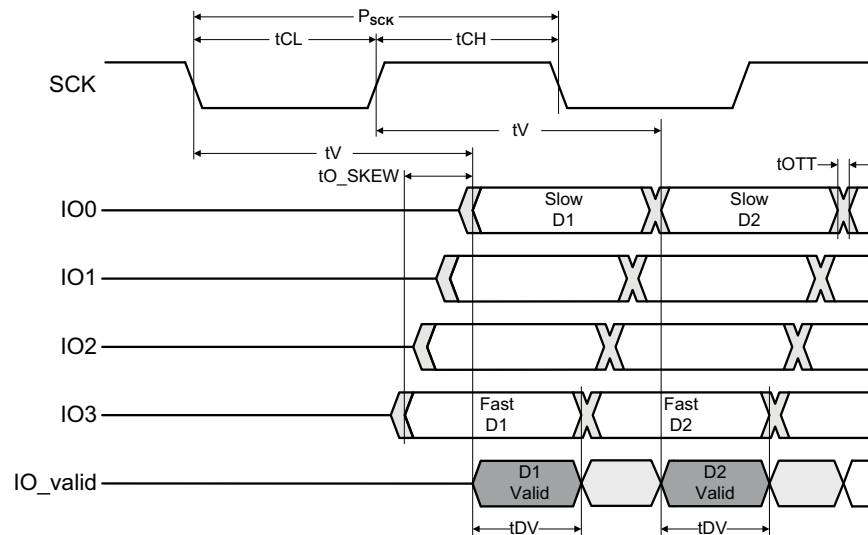 PSCK
tCL
tCH
SCK
tV
tV
tO_SKEW
tOTT
IO0
Slow
D1
Slow
D2
IO1
IO2
IO3
Fast
D1
Fast
D2
IO_valid
D1
Valid
D2
Valid
tDV
tDV